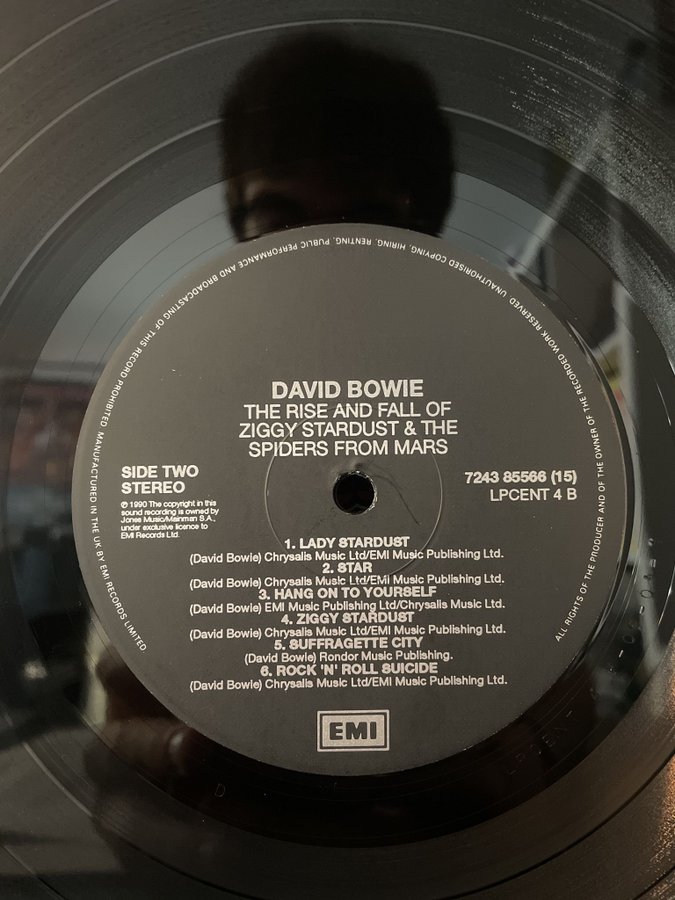 DAVID BOWIE
THE RISE AND FALL OF
ZIGGY STARDUST & THE
SPIDERS FROM MARS
SIDE TWO
STEREO
℗ 1990 The copyright in this
sound recording is owned by
Jones Music/Mainman S.A.,
under exclusive licence to
EMI Records Ltd.
7243 85566 (15)
LPCENT 4 B
1. LADY STARDUST
(David Bowie) Chrysalis Music Ltd/EMI Music Publishing Ltd.
2. STAR
(David Bowie) Chrysalis Music Ltd/EMI Music Publishing Ltd.
3. HANG ON TO YOURSELF
(David Bowie) EMI Music Publishing Ltd/Chrysalis Music Ltd.
4. ZIGGY STARDUST
(David Bowie) Chrysalis Music Ltd/EMI Music Publishing Ltd.
5. SUFFRAGETTE CITY
(David Bowie) Rondor Music Publishing.
6. ROCK 'N' ROLL SUICIDE
(David Bowie) Chrysalis Music Ltd/EMI Music Publishing Ltd.
EMI
ALL RIGHTS OF THE PRODUCER AND OF THE OWNER OF THE RECORDED WORK RESERVED UNAUTHORISED COPYING, HIRING, RENTING, PUBLIC PERFORMANCE AND BROADCASTING OF THIS RECORD PROHIBITED MANUFACTURED IN THE UK BY EMI RECORDS LIMITED